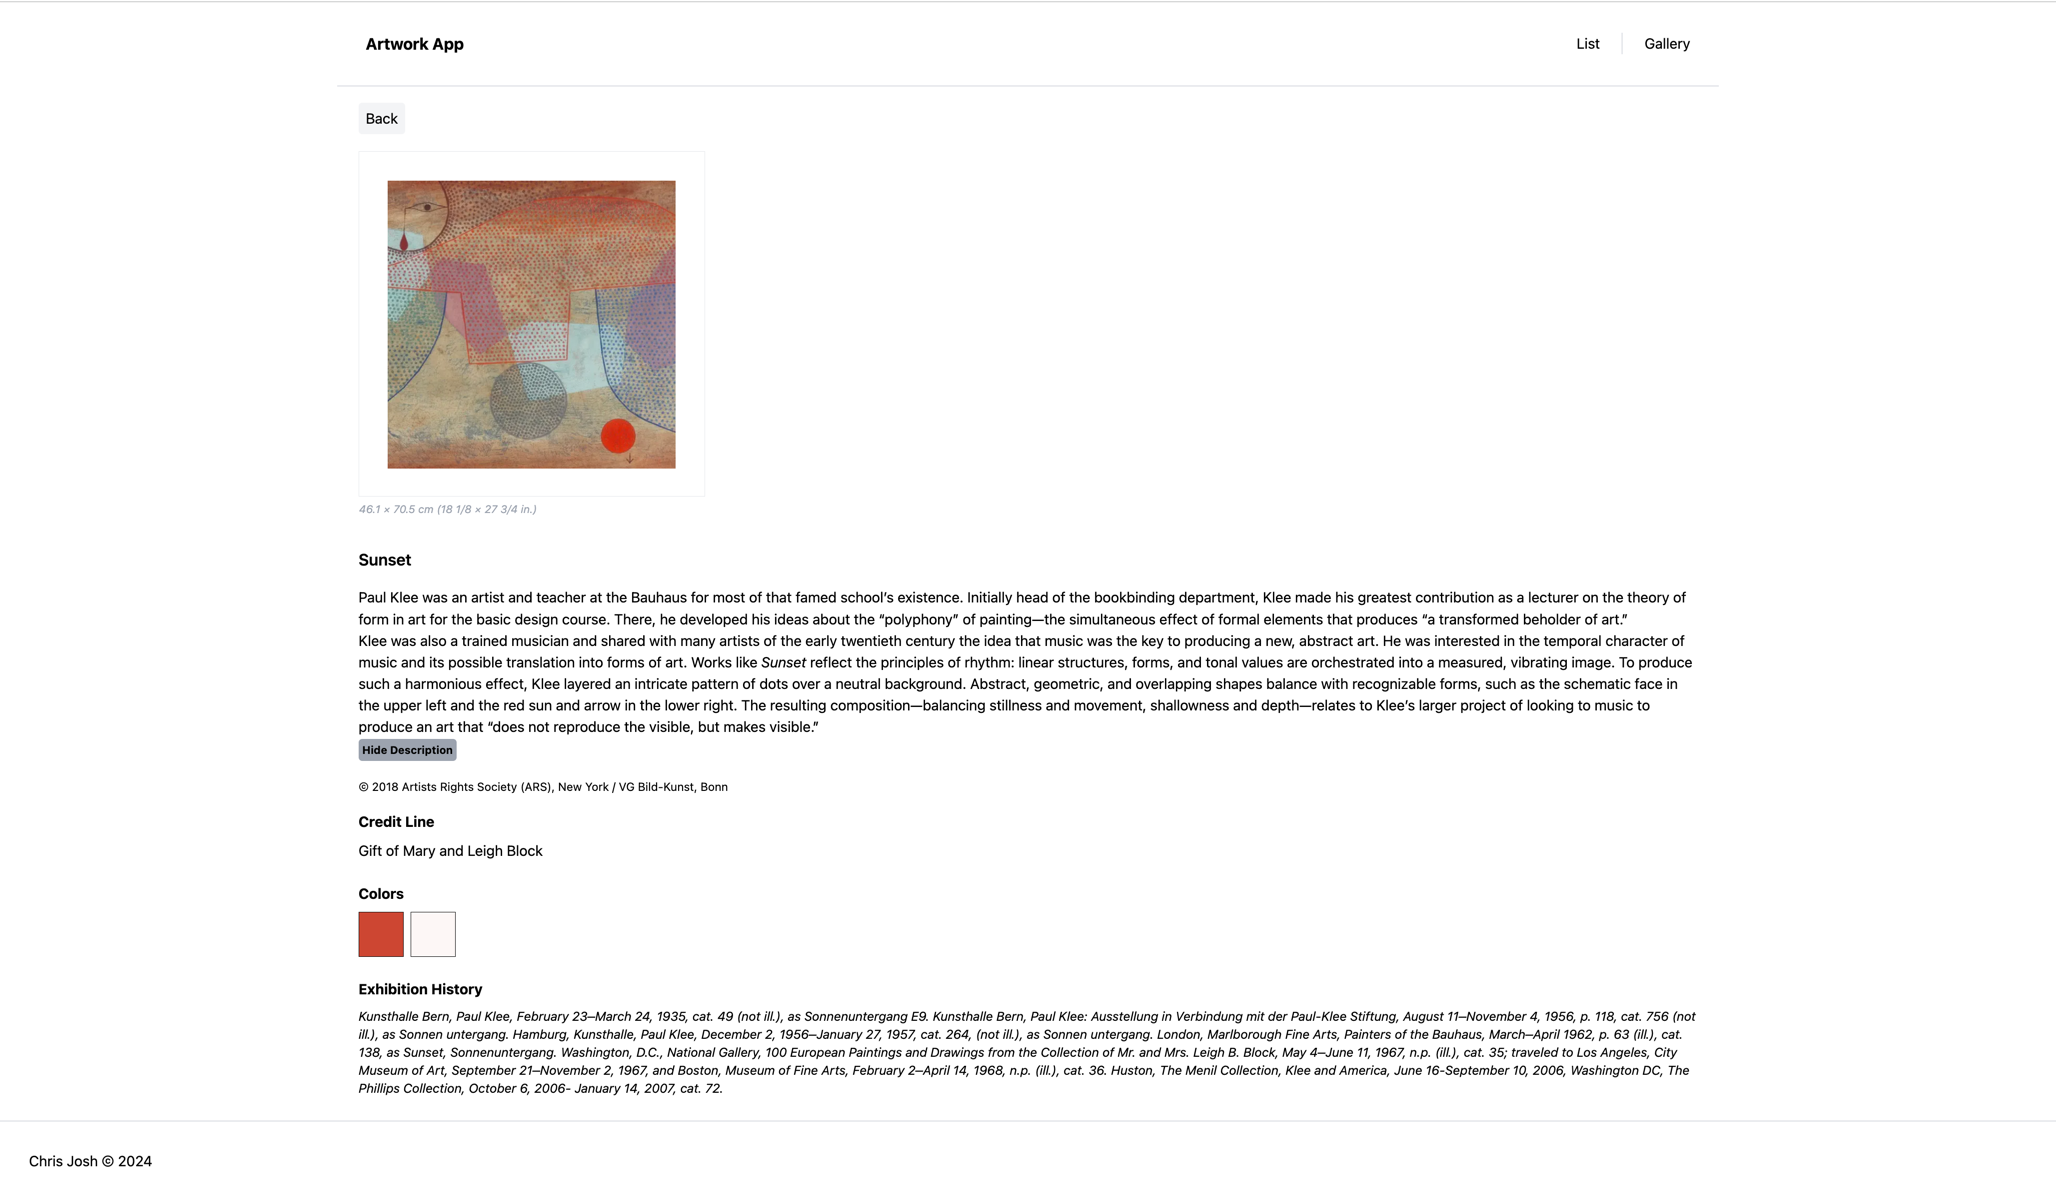 Artwork App
List
Gallery
Back
46.1 × 70.5 cm (18 1/8 × 27 3/4 in.)
Sunset
Paul Klee was an artist and teacher at the Bauhaus for most of that famed school’s existence. Initially head of the bookbinding department, Klee made his greatest contribution as a lecturer on the theory of
form in art for the basic design course. There, he developed his ideas about the “polyphony” of painting—the simultaneous effect of formal elements that produces “a transformed beholder of art.”
Klee was also a trained musician and shared with many artists of the early twentieth century the idea that music was the key to producing a new, abstract art. He was interested in the temporal character of
music and its possible translation into forms of art. Works like Sunset reflect the principles of rhythm: linear structures, forms, and tonal values are orchestrated into a measured, vibrating image. To produce
such a harmonious effect, Klee layered an intricate pattern of dots over a neutral background. Abstract, geometric, and overlapping shapes balance with recognizable forms, such as the schematic face in
the upper left and the red sun and arrow in the lower right. The resulting composition—balancing stillness and movement, shallowness and depth—relates to Klee’s larger project of looking to music to
produce an art that “does not reproduce the visible, but makes visible.”
Hide Description
© 2018 Artists Rights Society (ARS), New York / VG Bild-Kunst, Bonn
Credit Line
Gift of Mary and Leigh Block
Colors
Exhibition History
Kunsthalle Bern, Paul Klee, February 23–March 24, 1935, cat. 49 (not ill.), as Sonnenuntergang E9. Kunsthalle Bern, Paul Klee: Ausstellung in Verbindung mit der Paul-Klee Stiftung, August 11–November 4, 1956, p. 118, cat. 756 (not
ill.), as Sonnen untergang. Hamburg, Kunsthalle, Paul Klee, December 2, 1956–January 27, 1957, cat. 264, (not ill.), as Sonnen untergang. London, Marlborough Fine Arts, Painters of the Bauhaus, March–April 1962, p. 63 (ill.), cat.
138, as Sunset, Sonnenuntergang. Washington, D.C., National Gallery, 100 European Paintings and Drawings from the Collection of Mr. and Mrs. Leigh B. Block, May 4–June 11, 1967, n.p. (ill.), cat. 35; traveled to Los Angeles, City
Museum of Art, September 21–November 2, 1967, and Boston, Museum of Fine Arts, February 2–April 14, 1968, n.p. (ill.), cat. 36. Huston, The Menil Collection, Klee and America, June 16-September 10, 2006, Washington DC, The
Phillips Collection, October 6, 2006- January 14, 2007, cat. 72.
Chris Josh © 2024